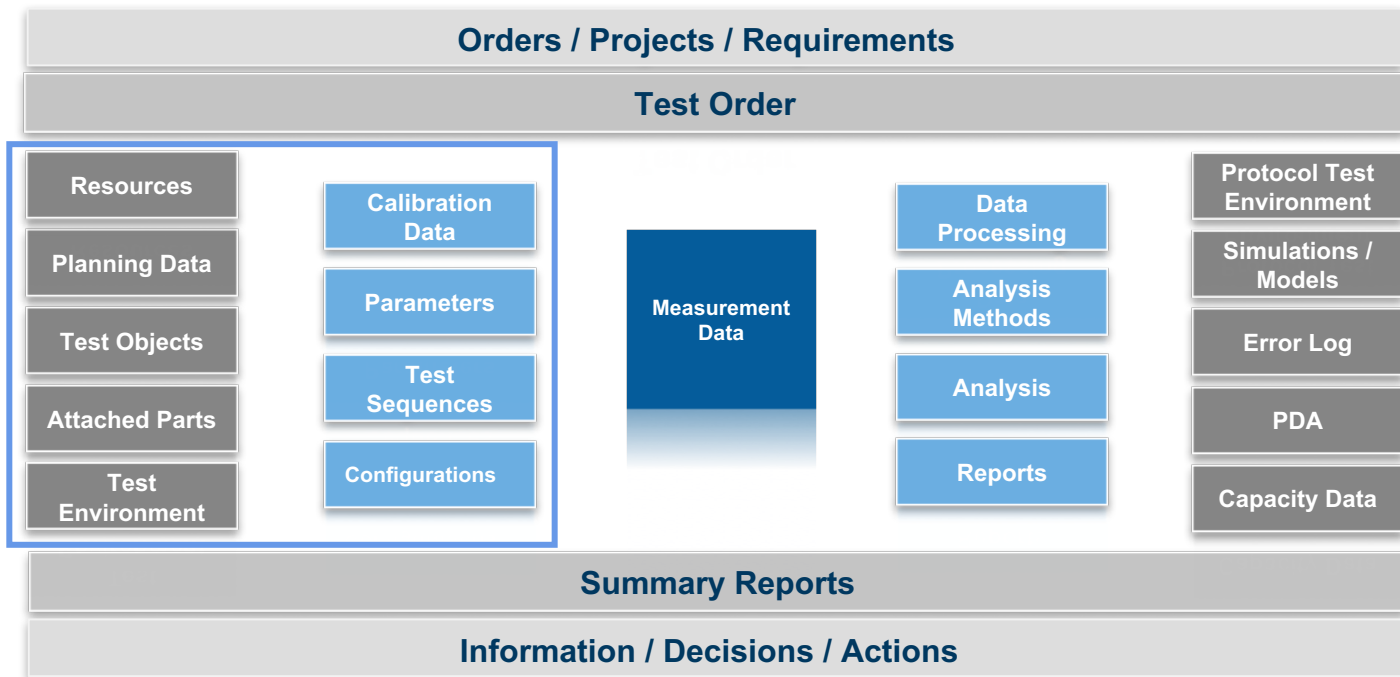 Orders / Projects / Requirements
Test Order
Resources
Planning Data
Test Objects
Attached Parts
Test
Environment
Calibration
Data
Parameters
Test
Sequences
Configurations
Measurement
Data
Data
Processing
Analysis
Methods
Analysis
Reports
Protocol Test
Environment
Simulations /
Models
Error Log
PDA
Capacity Data
Summary Reports
Information / Decisions / Actions